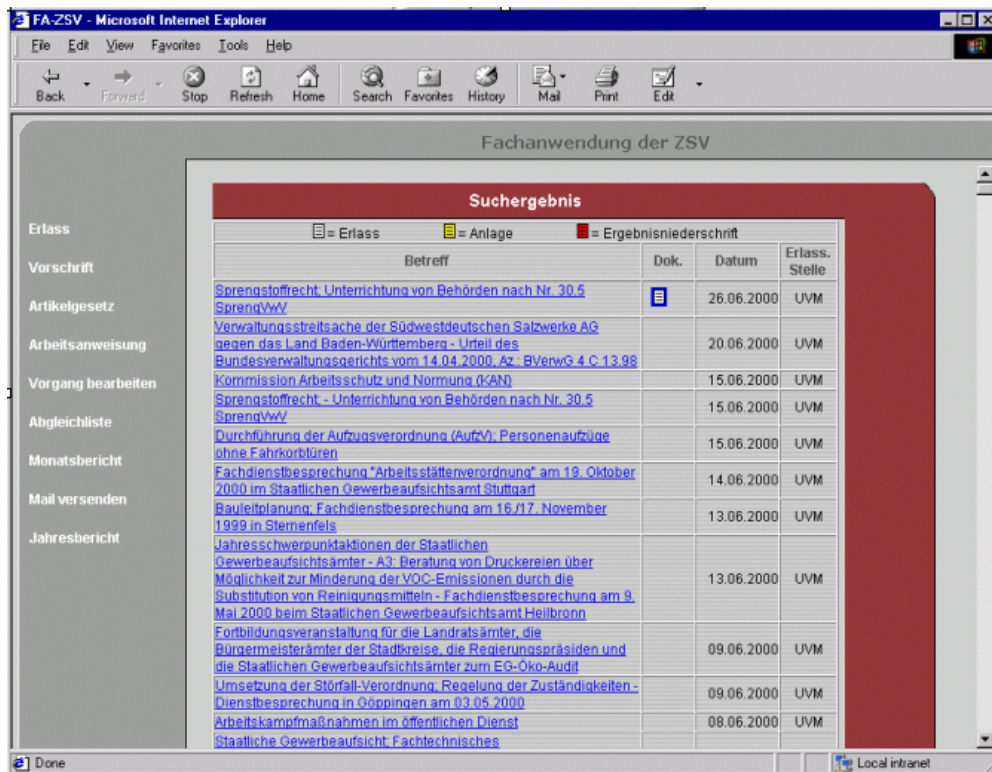 FA-ZSV - Microsoft Internet Explorer
File Edit View Favorites Tools Help
Back Forward Stop Refresh Home Search Favorites History Mail Print Edit
Fachanwendung der ZSV
Erlass
Vorschrift
Artikelgesetz
Arbeitsanweisung
Vorgang bearbeiten
Abgleichliste
Monatsbericht
Mail versenden
Jahresbericht
Suchergebnis
= Erlass = Anlage = Ergebnisniederschrift
Betreff Dok. Datum Erlass.
Stelle
Sprengstoffrecht; Unterrichtung von Behörden nach Nr. 30.5
SprengVwV 26.06.2000 UVM
Verwaltungsstreitsache der Südwestdeutschen Salzwerke AG
gegen das Land Baden-Württemberg - Urteil des
Bundesverwaltungsgerichts vom 14.04.2000, Az.: BVerwG 4 C 13.98 20.06.2000 UVM
Kommission Arbeitsschutz und Normung (KAN) 15.06.2000 UVM
Sprengstoffrecht; - Unterrichtung von Behörden nach Nr. 30.5
SprengVwV 15.06.2000 UVM
Durchführung der Aufzugsverordnung (AufzV); Personenaufzüge
ohne Fahrkorbtüren 15.06.2000 UVM
Fachdienstbesprechung "Arbeitsstättenverordnung" am 19. Oktober
2000 im Staatlichen Gewerbeaufsichtsamt Stuttgart 14.06.2000 UVM
Bauleitplanung; Fachdienstbesprechung am 16./17. November
1999 in Sternenfels 13.06.2000 UVM
Jahresschwerpunktaktionen der Staatlichen
Gewerbeaufsichtsämter - A3: Beratung von Druckereien über
Möglichkeit zur Minderung der VOC-Emissionen durch die
Substitution von Reinigungsmitteln - Fachdienstbesprechung am 9.
Mai 2000 beim Staatlichen Gewerbeaufsichtsamt Heilbronn 13.06.2000 UVM
Fortbildungsveranstaltung für die Landratsämter, die
Bürgermeisterämter der Stadtkreise, die Regierungspräsiden und
die Staatlichen Gewerbeaufsichtsämter zum EG-Öko-Audit 09.06.2000 UVM
Umsetzung der Störfall-Verordnung; Regelung der Zuständigkeiten -
Dienstbesprechung in Göppingen am 03.05.2000 09.06.2000 UVM
Arbeitskampfmaßnahmen im öffentlichen Dienst 08.06.2000 UVM
Staatliche Gewerbeaufsicht; Fachtechnisches
Done Local intranet